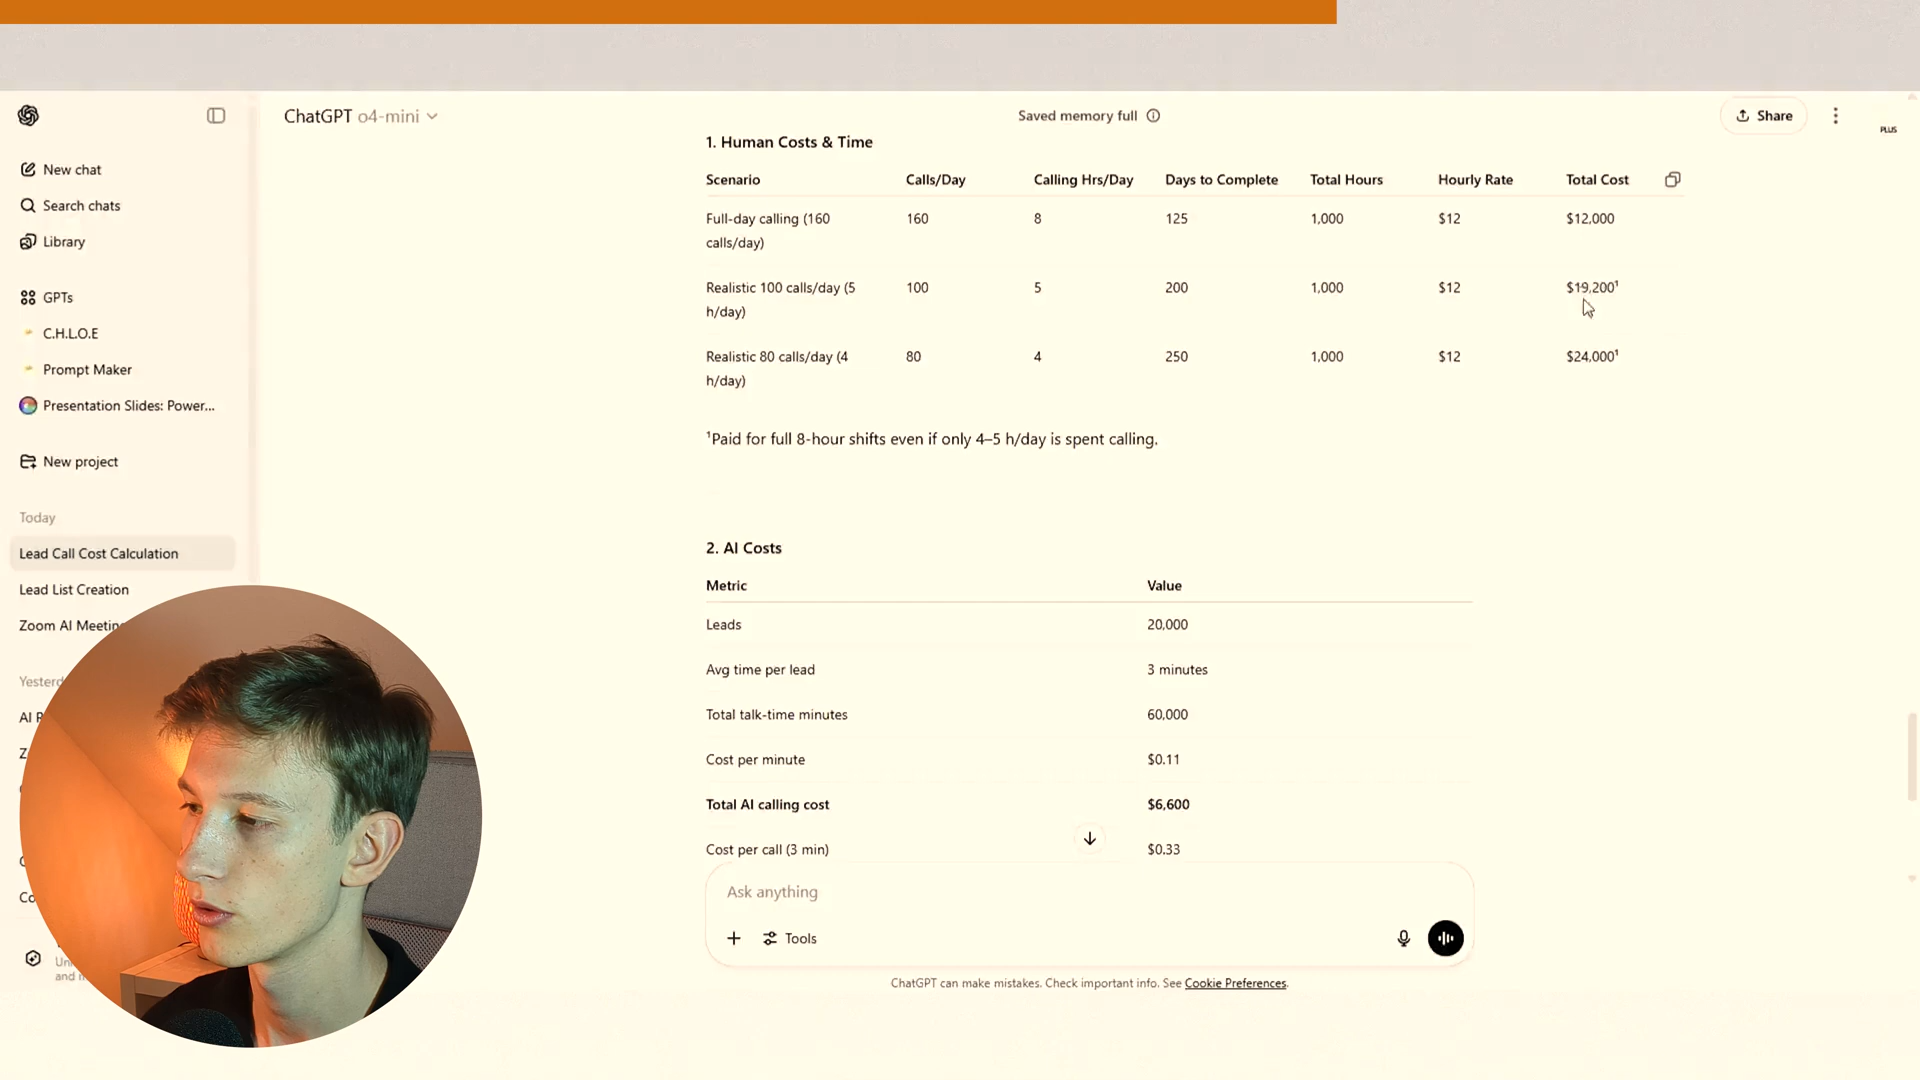 ChatGPT o4-mini
Saved memory full
Share
PLUS
New chat
Search chats
Library
GPTs
C.H.L.O.E
Prompt Maker
Presentation Slides: Power...
New project
Today
Lead Call Cost Calculation
Lead List Creation
Zoom AI Meetin
Yesterd
1. Human Costs & Time
Scenario Calls/Day Calling Hrs/Day Days to Complete Total Hours Hourly Rate Total Cost
Full-day calling (160 calls/day) 160 8 125 1,000 $12 $12,000
Realistic 100 calls/day (5 h/day) 100 5 200 1,000 $12 $19,200¹
Realistic 80 calls/day (4 h/day) 80 4 250 1,000 $12 $24,000¹
¹Paid for full 8-hour shifts even if only 4–5 h/day is spent calling.
2. AI Costs
Metric Value
Leads 20,000
Avg time per lead 3 minutes
Total talk-time minutes 60,000
Cost per minute $0.11
Total AI calling cost $6,600
Cost per call (3 min) $0.33
Ask anything
Tools
ChatGPT can make mistakes. Check important info. See Cookie Preferences.